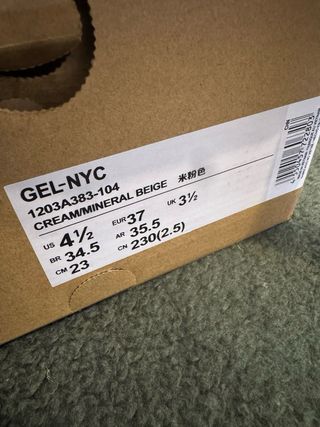 GEL-NYC
1203A383-104
CREAM/MINERAL BEIGE 米粉色
US 4½ EUR 37 UK 3½
BR 34.5 AR 35.5
CM 23 CN 230(2.5)
CHN